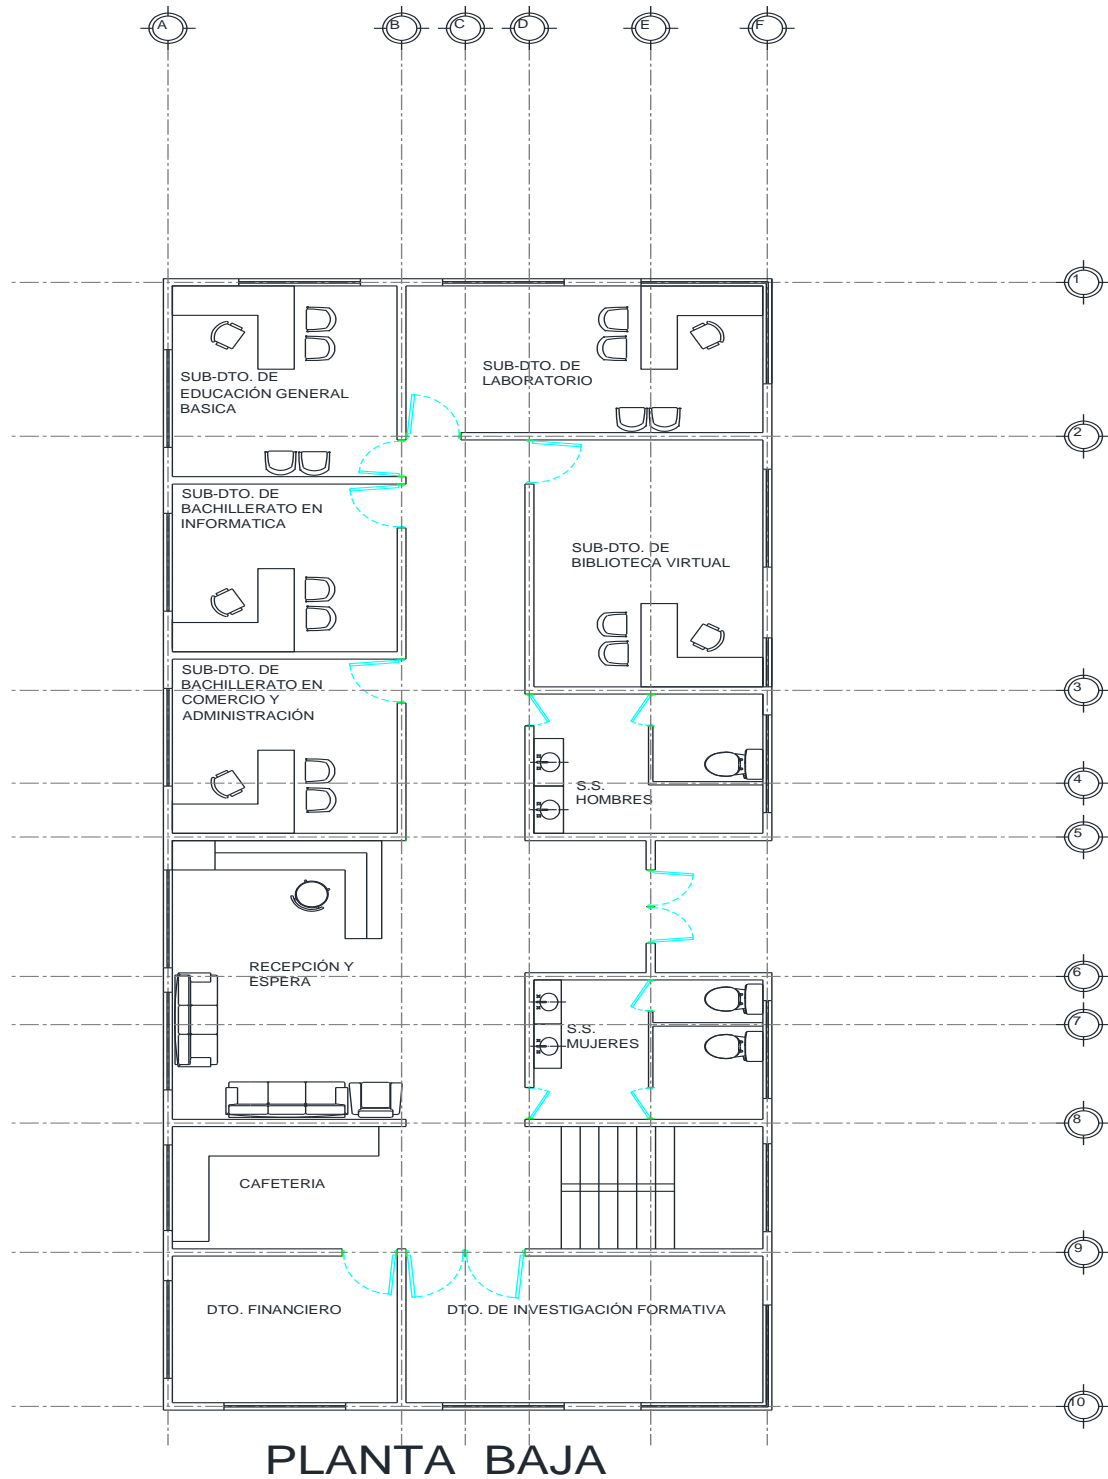 A B C D E F
1
SUB-DTO. DE
EDUCACIÓN GENERAL
BASICA
SUB-DTO. DE
LABORATORIO
2
SUB-DTO. DE
BACHILLERATO EN
INFORMATICA
SUB-DTO. DE
BIBLIOTECA VIRTUAL
SUB-DTO. DE
BACHILLERATO EN
COMERCIO Y
ADMINISTRACIÓN
3
4
S.S.
HOMBRES
5
RECEPCIÓN Y
ESPERA
6
7
S.S.
MUJERES
8
CAFETERIA
9
DTO. FINANCIERO
DTO. DE INVESTIGACIÓN FORMATIVA
10
PLANTA BAJA